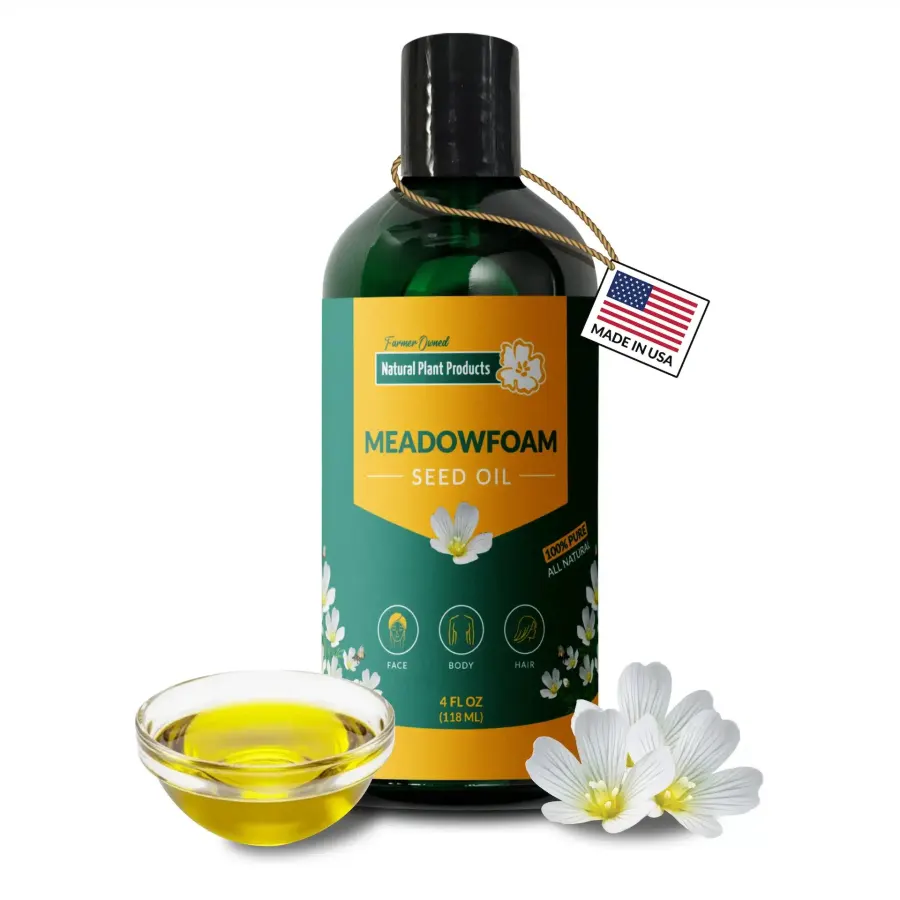 Farmer Owned
Natural Plant Products
MEADOWFOAM
SEED OIL
100% PURE
ALL NATURAL
FACE
BODY
HAIR
4 FL OZ
(118 ML)
MADE IN USA